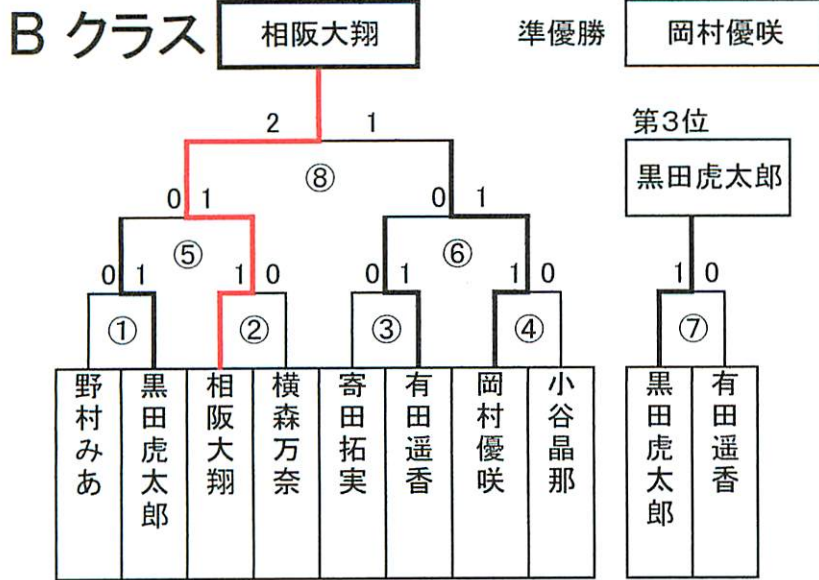 B クラス
相阪大翔
準優勝
岡村優咲
2 1
第3位
⑧
黒田虎太郎
0 1
0 1
⑤
⑥
0 1
1 0
0 1
1 0
1 0
①
②
③
④
⑦
野村みあ
黒田虎太郎
相阪大翔
横森万奈
寄田拓実
有田遥香
岡村優咲
小谷晶那
黒田虎太郎
有田遥香